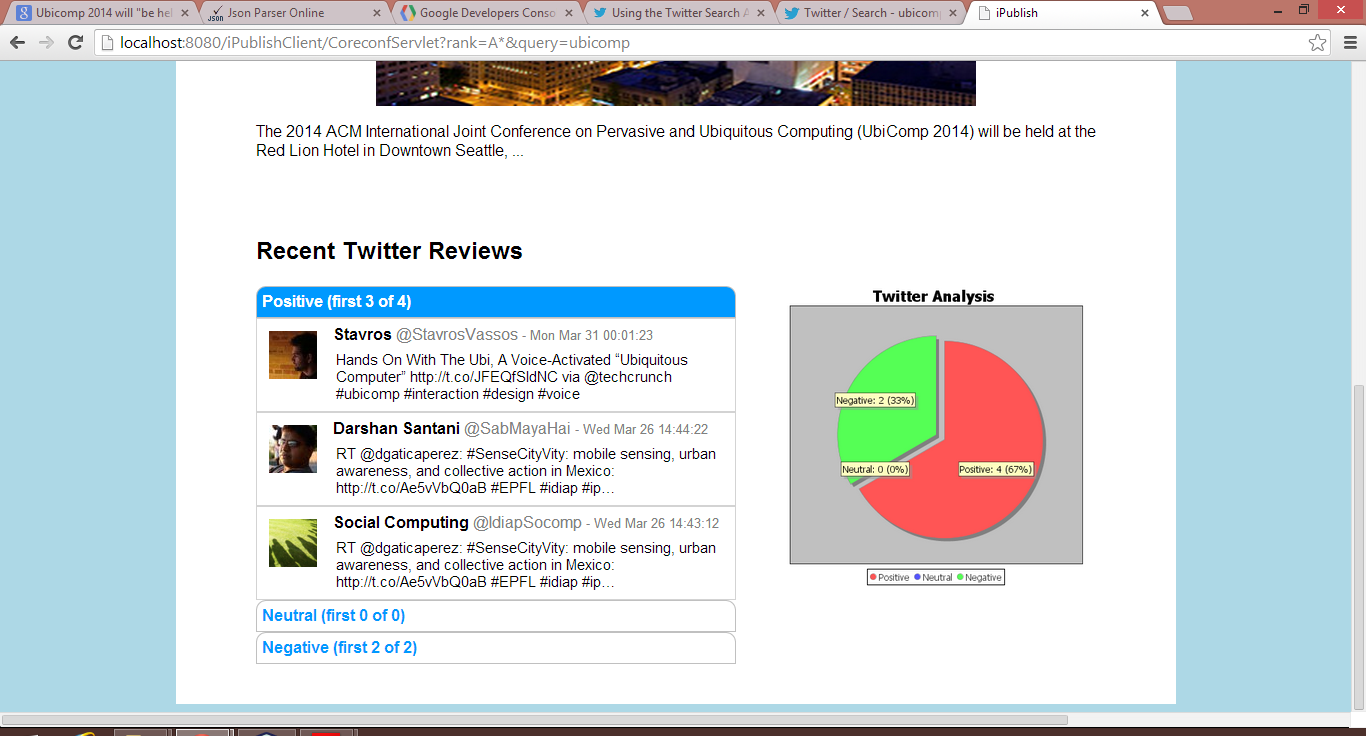 Ubicomp 2014 will "be hel
Json Parser Online
Google Developers Conso
Using the Twitter Search A
Twitter / Search - ubicomp
iPublish
localhost:8080/iPublishClient/CoreconfServlet?rank=A*&query=ubicomp
The 2014 ACM International Joint Conference on Pervasive and Ubiquitous Computing (UbiComp 2014) will be held at the
Red Lion Hotel in Downtown Seattle, ...
Recent Twitter Reviews
Positive (first 3 of 4)
Stavros @StavrosVassos - Mon Mar 31 00:01:23
Hands On With The Ubi, A Voice-Activated “Ubiquitous
Computer” http://t.co/JFEQfSldNC via @techcrunch
#ubicomp #interaction #design #voice
Darshan Santani @SabMayaHai - Wed Mar 26 14:44:22
RT @dgaticaperez: #SenseCityVity: mobile sensing, urban
awareness, and collective action in Mexico:
http://t.co/Ae5vVbQ0aB #EPFL #idiap #ip…
Social Computing @IdiapSocomp - Wed Mar 26 14:43:12
RT @dgaticaperez: #SenseCityVity: mobile sensing, urban
awareness, and collective action in Mexico:
http://t.co/Ae5vVbQ0aB #EPFL #idiap #ip…
Neutral (first 0 of 0)
Negative (first 2 of 2)
Twitter Analysis
Negative: 2 (33%)
Neutral: 0 (0%)
Positive: 4 (67%)
Positive Neutral Negative